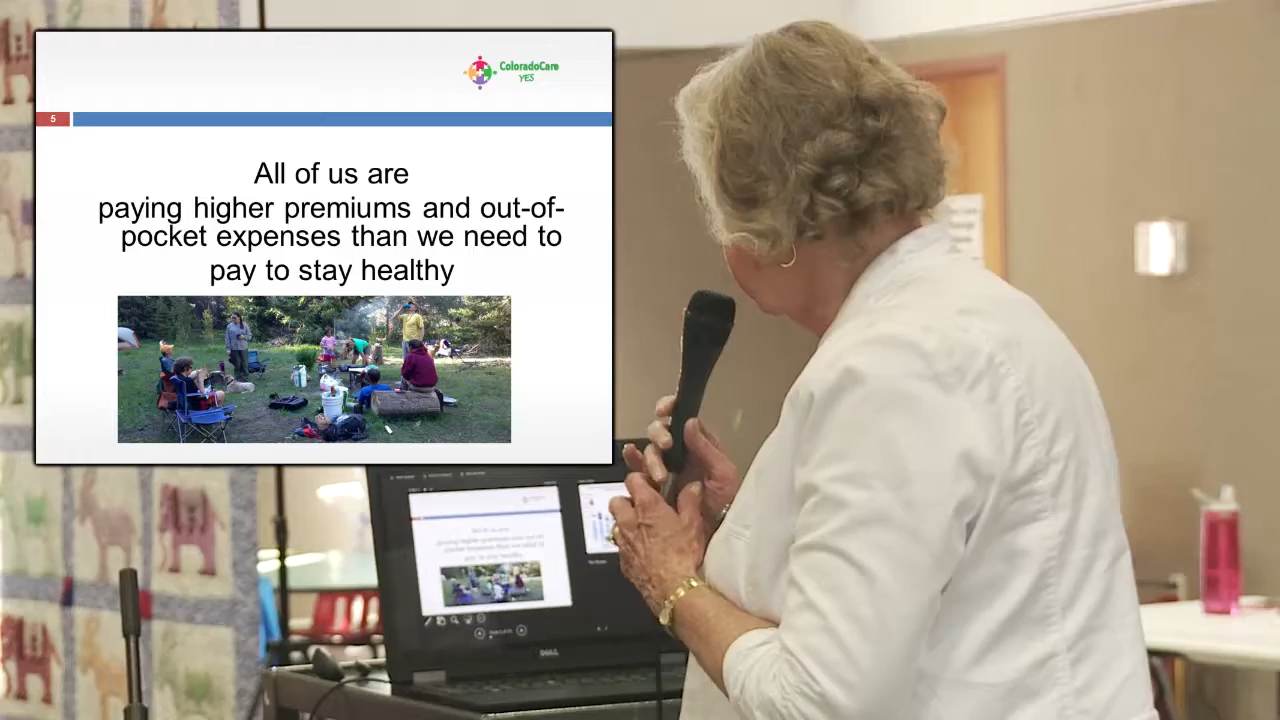 ColoradoCare
YES
5
All of us are
paying higher premiums and out-of-
pocket expenses than we need to
pay to stay healthy
DELL